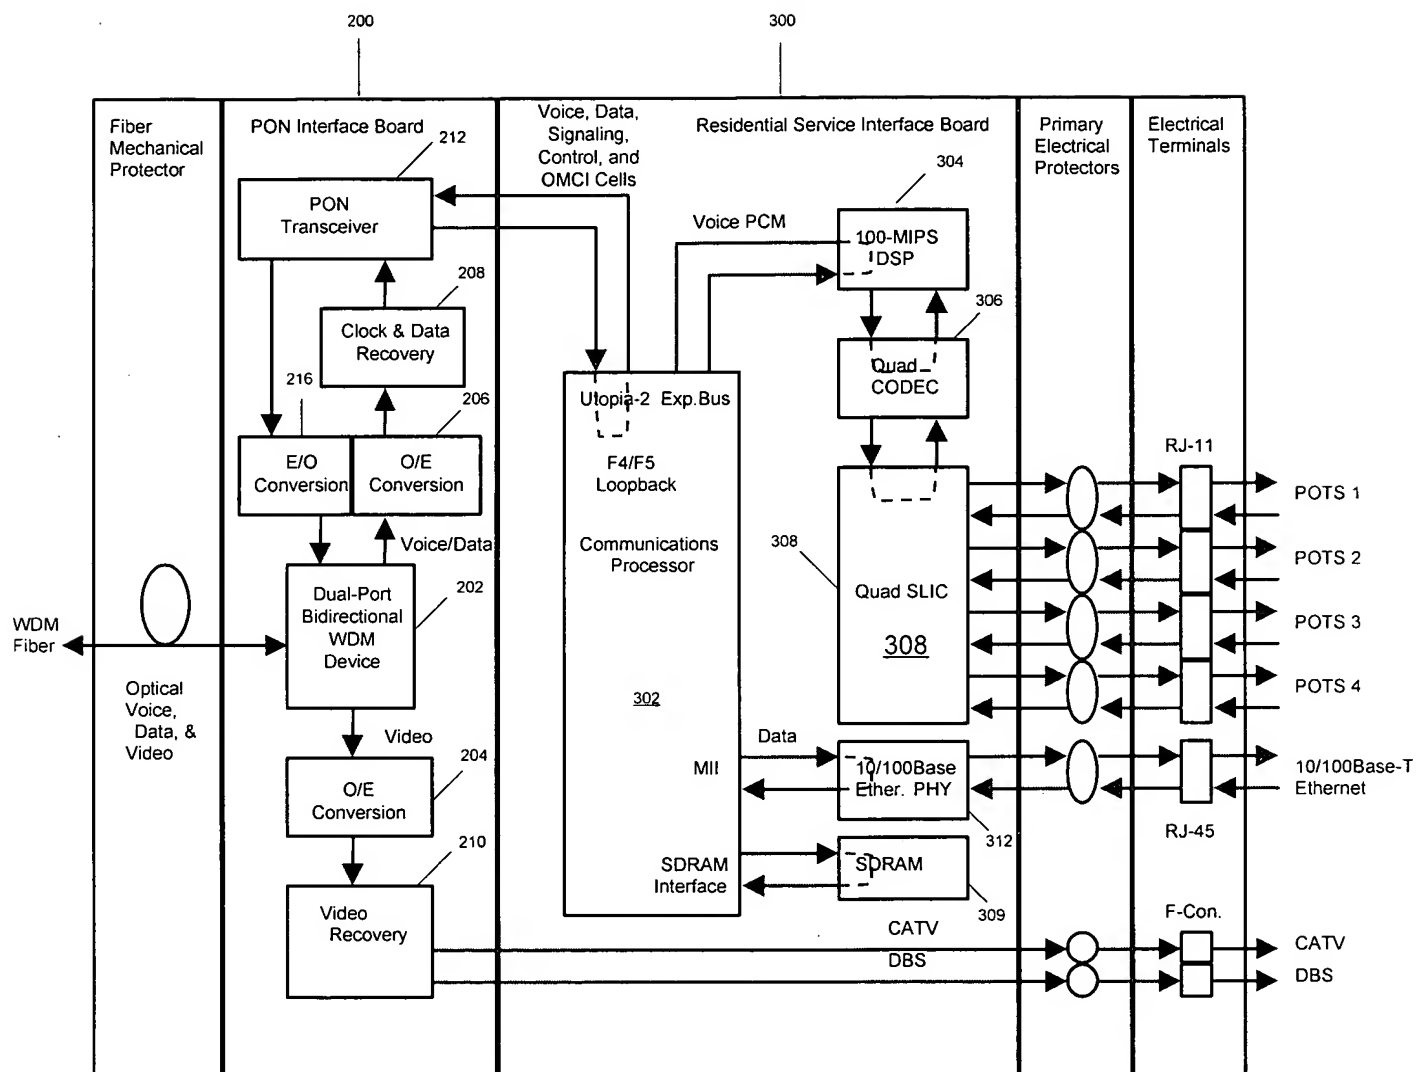 200
300
Fiber
Mechanical
Protector
PON Interface Board
212
PON
Transceiver
208
Clock & Data
Recovery
216
206
E/O
Conversion
O/E
Conversion
Voice/Data
Dual-Port
Bidirectional
WDM
Device
202
WDM
Fiber
Optical
Voice,
Data, &
Video
Video
204
O/E
Conversion
210
Video
Recovery
Voice, Data,
Signaling,
Control, and
OMCI Cells
Residential Service Interface Board
304
Voice PCM
100-MIPS
DSP
306
Quad
CODEC
Utopia-2 Exp.Bus
F4/F5
Loopback
Communications
Processor
302
308
Quad SLIC
308
Data
MII
10/100Base
Ether. PHY
312
SDRAM
Interface
SDRAM
309
CATV
DBS
Primary
Electrical
Protectors
Electrical
Terminals
RJ-11
POTS 1
POTS 2
POTS 3
POTS 4
10/100Base-T
Ethernet
RJ-45
F-Con.
CATV
DBS